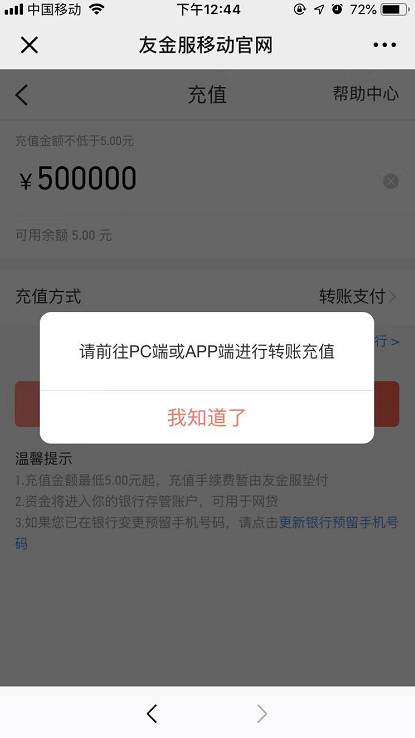 中国移动 下午12:44 72%
友金服移动官网
充值 帮助中心
充值金额不低于5.00元
￥500000
可用余额 5.00 元
充值方式 转账支付
行 >
请前往PC端或APP端进行转账充值
我知道了
温馨提示
1.充值金额最低5.00元起，充值手续费暂由友金服垫付
2.资金将进入你的银行存管账户，可用于网贷
3.如果您已在银行变更预留手机号码，请点击更新银行预留手机号
码